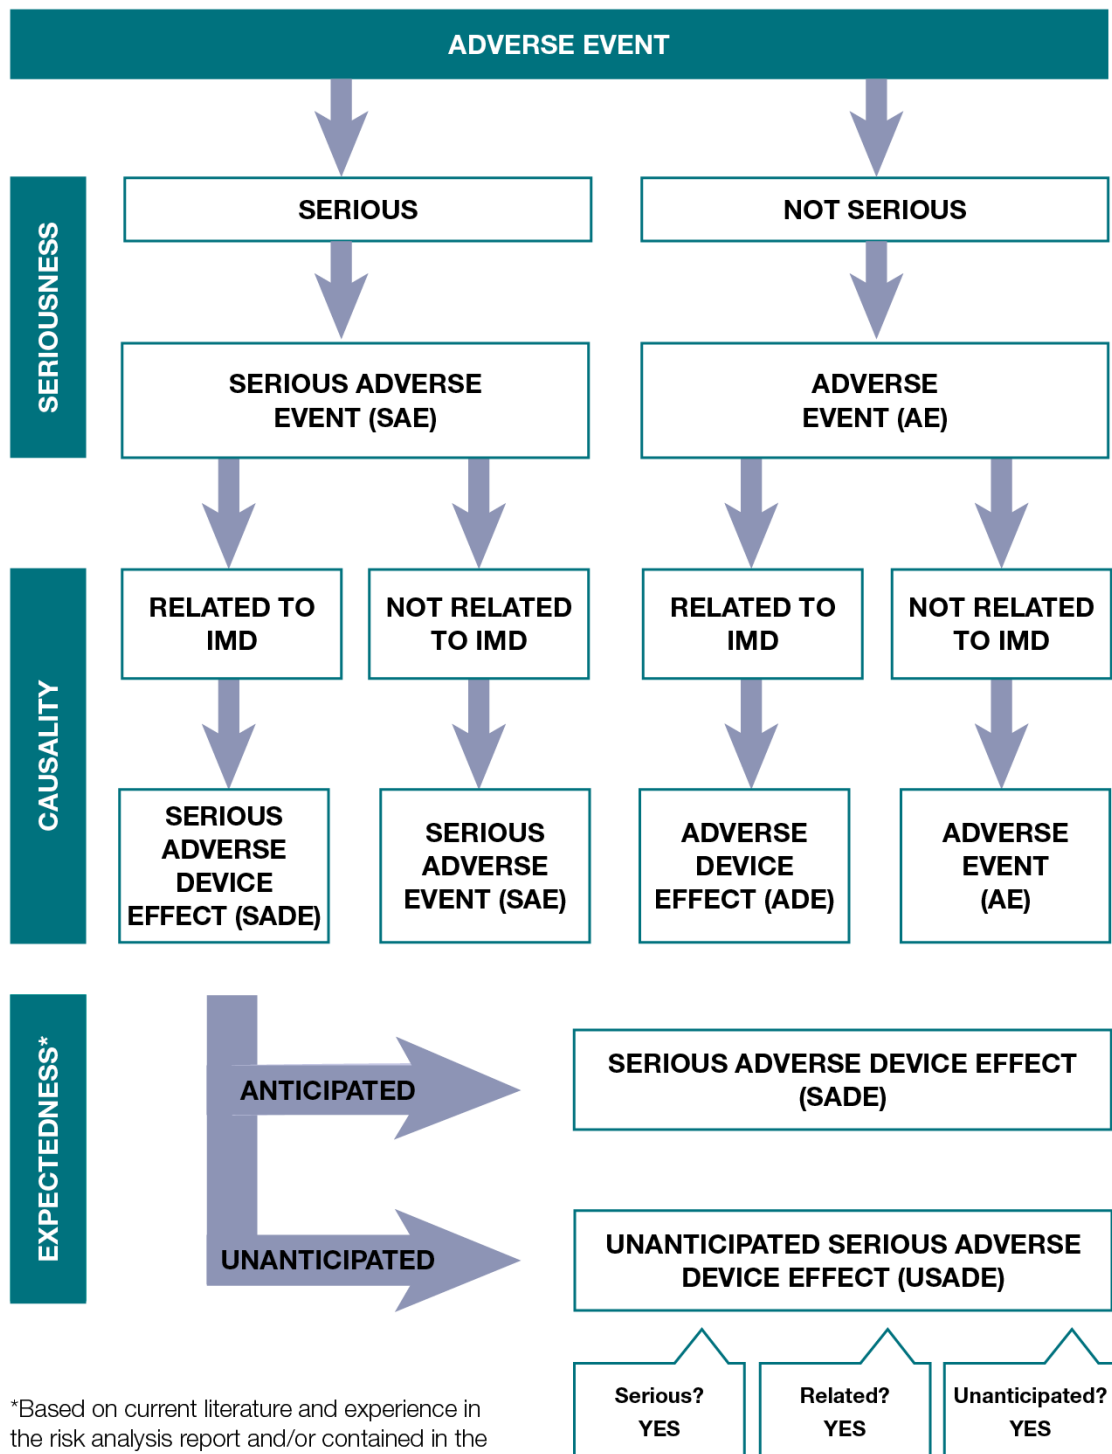 ADVERSE EVENT
SERIOUSNESS
SERIOUS
NOT SERIOUS
SERIOUS ADVERSE
EVENT (SAE)
ADVERSE
EVENT (AE)
CAUSALITY
RELATED TO
IMD
NOT RELATED
TO IMD
RELATED TO
IMD
NOT RELATED
TO IMD
SERIOUS
ADVERSE
DEVICE
EFFECT (SADE)
SERIOUS
ADVERSE
EVENT (SAE)
ADVERSE
DEVICE
EFFECT (ADE)
ADVERSE
EVENT
(AE)
EXPECTEDNESS*
ANTICIPATED
SERIOUS ADVERSE DEVICE EFFECT
(SADE)
UNANTICIPATED
UNANTICIPATED SERIOUS ADVERSE
DEVICE EFFECT (USADE)
Serious?
YES
Related?
YES
Unanticipated?
YES
*Based on current literature and experience in
the risk analysis report and/or contained in the